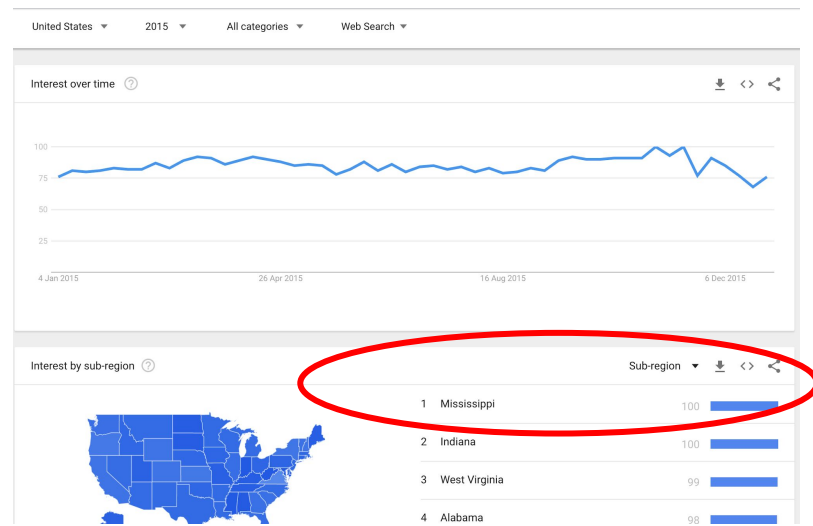 United States 2015 All categories Web Search
Interest over time ?
100
75
50
25
4 Jan 2015 26 Apr 2015 16 Aug 2015 6 Dec 2015
Interest by sub-region ? Sub-region
1 Mississippi 100
2 Indiana 100
3 West Virginia 99
4 Alabama 98